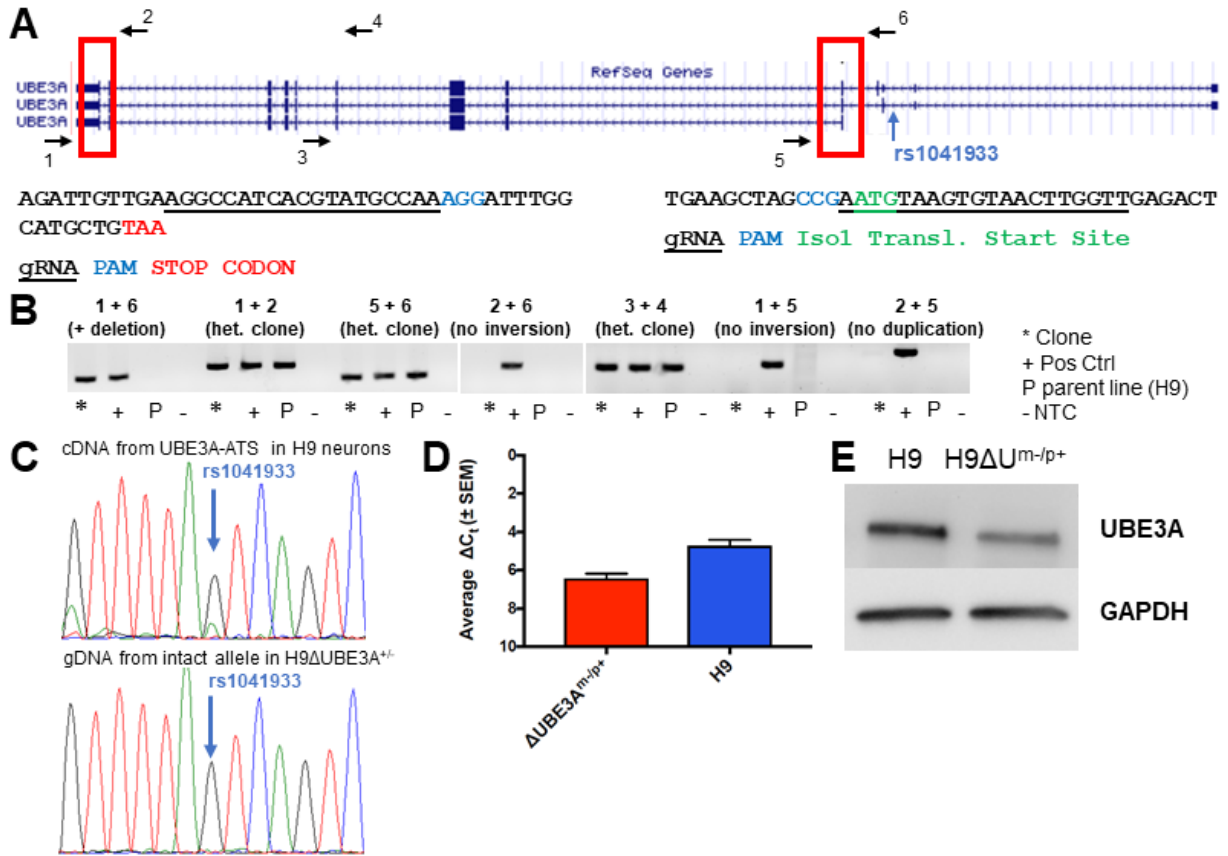 A
2
4
6
RefSeq Genes
UBE3A
UBE3A
UBE3A
1
3
5
rs1041933
AGATTGTTGAAGGCCATCACGTATGCCAAAGGATTTGG
CATGCTGTAA
gRNA PAM STOP CODON
TGAAGCTAGCCCGAATGTAAGTGTAACTTGGTTGAGACT
gRNA PAM Iso1 Transl. Start Site
B
1 + 6 1 + 2 5 + 6 2 + 6 3 + 4 1 + 5 2 + 5
(+ deletion) (het. clone) (het. clone) (no inversion) (het. clone) (no inversion) (no duplication)
* + P - * + P - * + P - * + P - * + P - * + P - * + P -
* Clone
+ Pos Ctrl
P parent line (H9)
- NTC
C
cDNA from UBE3A-ATS in H9 neurons
rs1041933
gDNA from intact allele in H9ΔUBE3A+/-
rs1041933
D
Average ΔCt (± SEM)
0
2
4
6
8
10
ΔUBE3Am-/p+
H9
E
H9 H9ΔUm-/p+
UBE3A
GAPDH